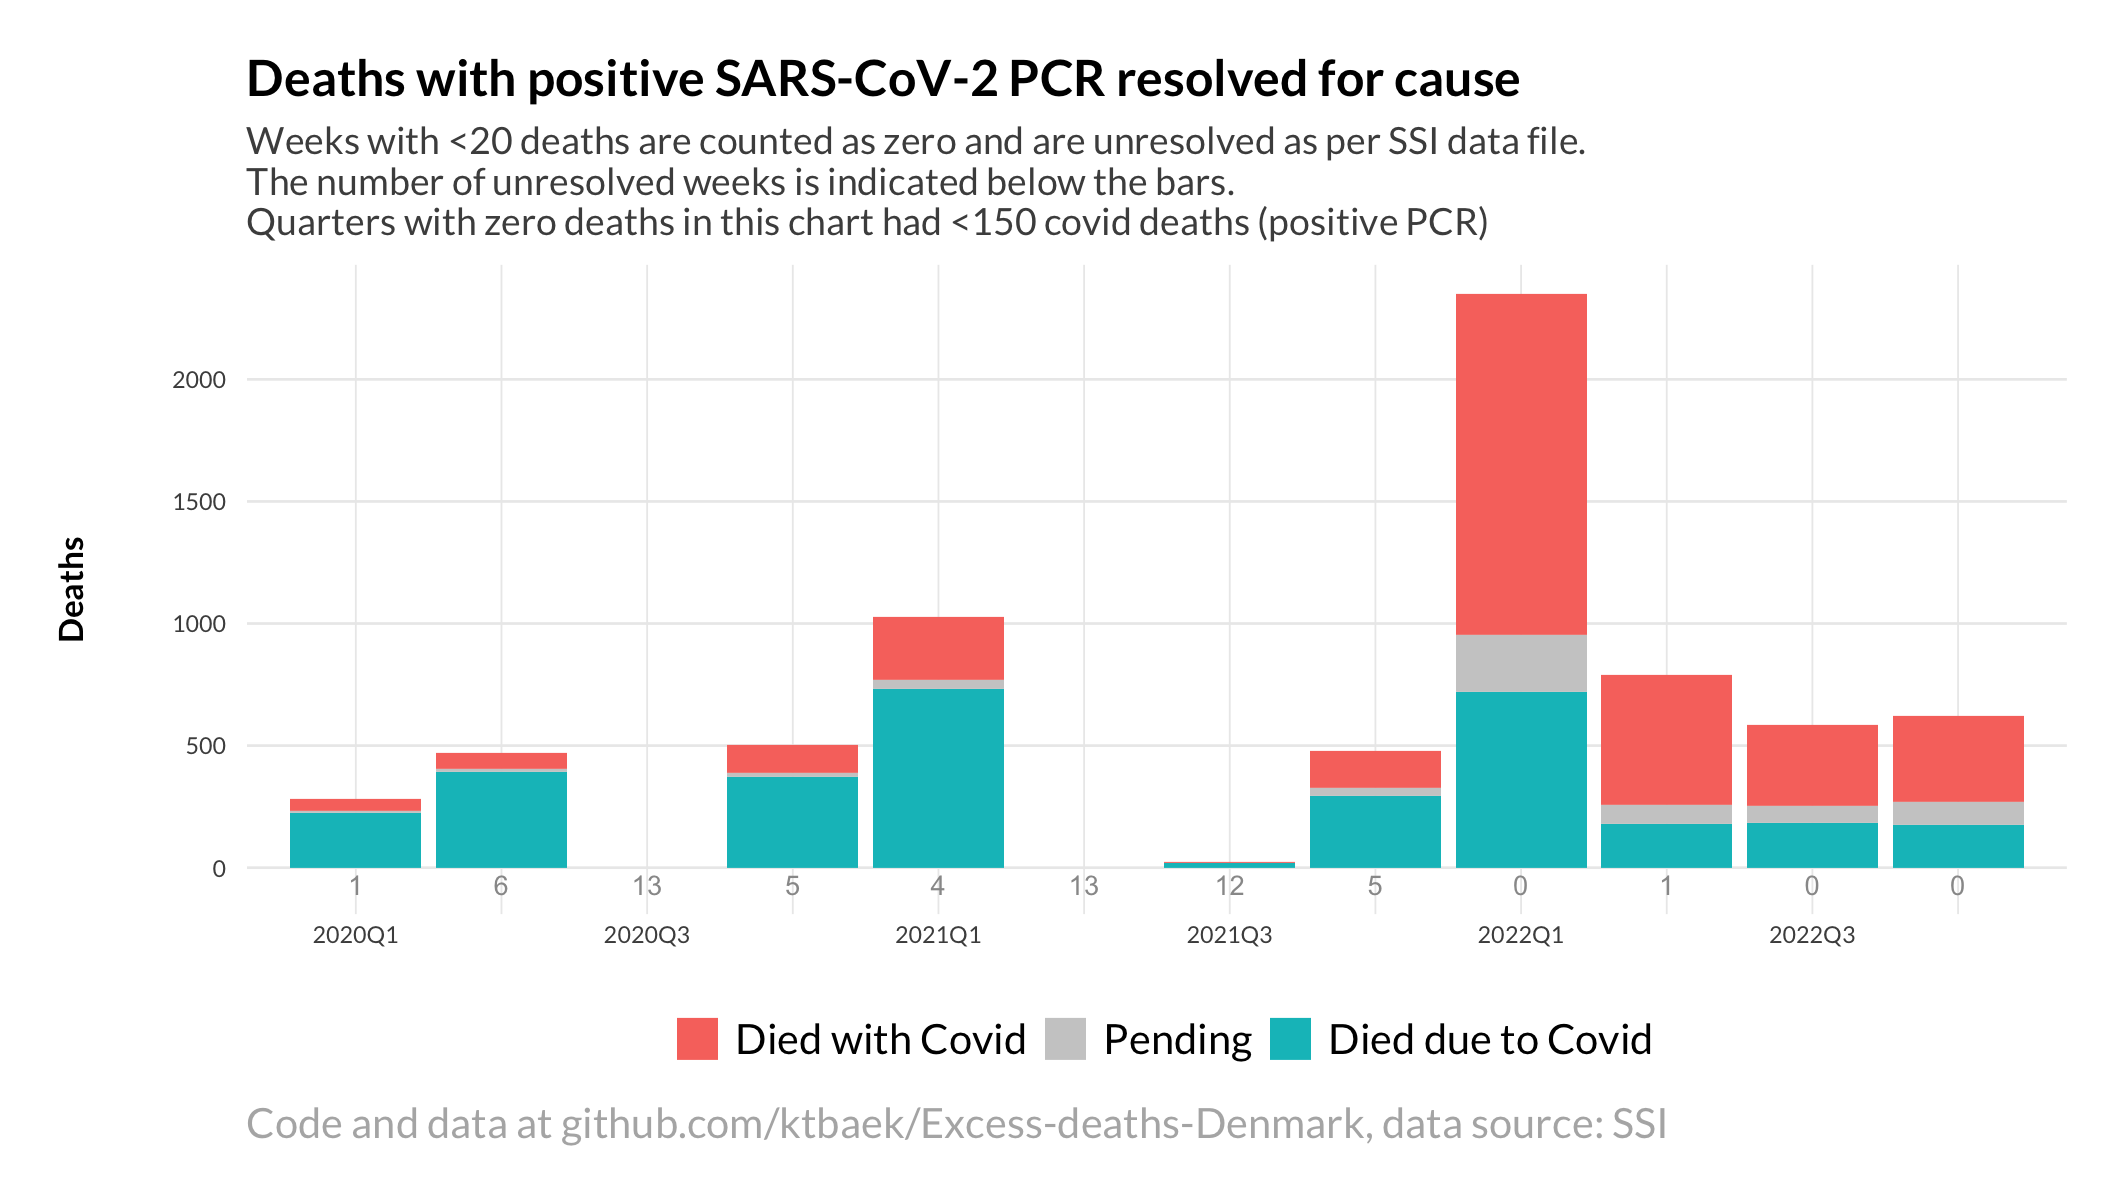 Deaths with positive SARS-CoV-2 PCR resolved for cause
Weeks with <20 deaths are counted as zero and are unresolved as per SSI data file.
The number of unresolved weeks is indicated below the bars.
Quarters with zero deaths in this chart had <150 covid deaths (positive PCR)
Deaths
2000
1500
1000
500
0
1 6 13 5 4 13 12 5 0 1 0 0
2020Q1 2020Q3 2021Q1 2021Q3 2022Q1 2022Q3
Died with Covid Pending Died due to Covid
Code and data at github.com/ktbaek/Excess-deaths-Denmark, data source: SSI